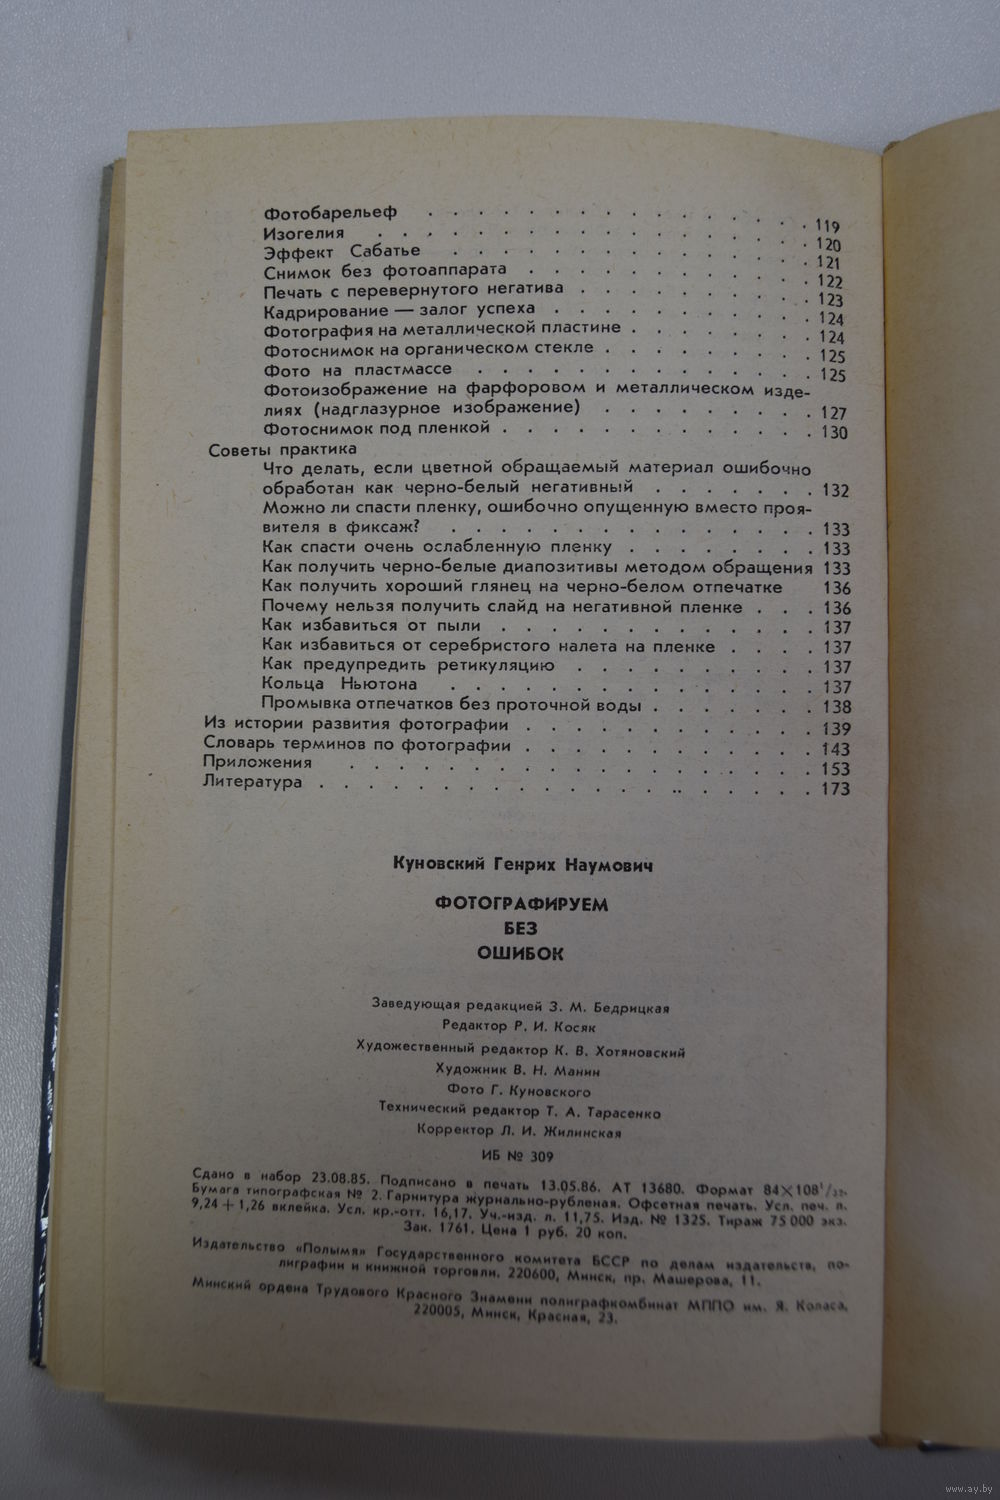 Фотобарельеф . . . . . . . . . . . . . . . 119
Изогелия . . . . . . . . . . . . . . . . 120
Эффект Сабатье . . . . . . . . . . . . . . 121
Снимок без фотоаппарата . . . . . . . . . . . 122
Печать с перевернутого негатива . . . . . . . . . 123
Кадрирование — залог успеха . . . . . . . . . . 124
Фотография на металлической пластине . . . . . . . 124
Фотоснимок на органическом стекле . . . . . . . . 125
Фото на пластмассе . . . . . . . . . . . . . 125
Фотоизображение на фарфоровом и металлическом изде-
лиях (надглазурное изображение) . . . . . . . . . 127
Фотоснимок под пленкой . . . . . . . . . . . . 130
Советы практика
Что делать, если цветной обращаемый материал ошибочно
обработан как черно-белый негативный . . . . . . . 132
Можно ли спасти пленку, ошибочно опущенную вместо проя-
вителя в фиксаж? . . . . . . . . . . . . . . 133
Как спасти очень ослабленную пленку . . . . . . . . 133
Как получить черно-белые диапозитивы методом обращения 133
Как получить хороший глянец на черно-белом отпечатке 136
Почему нельзя получить слайд на негативной пленке . . . 136
Как избавиться от пыли . . . . . . . . . . . . 137
Как избавиться от серебристого налета на пленке . . . . 137
Как предупредить ретикуляцию . . . . . . . . . 137
Кольца Ньютона . . . . . . . . . . . . . . 137
Промывка отпечатков без проточной воды . . . . . . . 138
Из истории развития фотографии . . . . . . . . . . . 139
Словарь терминов по фотографии . . . . . . . . . . . 143
Приложения . . . . . . . . . . . . . . . . . . 153
Литература . . . . . . . . . . . . . . . . . . . 173
Куновский Генрих Наумович
ФОТОГРАФИРУЕМ
БЕЗ
ОШИБОК
Заведующая редакцией З. М. Бедрицкая
Редактор Р. И. Косяк
Художественный редактор К. В. Хотяновский
Художник В. Н. Манин
Фото Г. Куновского
Технический редактор Т. А. Тарасенко
Корректор Л. И. Жилинская
ИБ № 309
Сдано в набор 23.08.85. Подписано в печать 13.05.86. АТ 13680. Формат 84×108¹/₃₂.
Бумага типографская № 2. Гарнитура журнально-рубленая. Офсетная печать. Усл. печ. л.
9,24+1,26 вклейка. Усл. кр.-отт. 16,17. Уч.-изд. л. 11,75. Изд. № 1325. Тираж 75 000 экз.
Зак. 1761. Цена 1 руб. 20 коп.
Издательство «Полымя» Государственного комитета БССР по делам издательств, по-
лиграфии и книжной торговли. 220600, Минск, пр. Машерова, 11.
Минский ордена Трудового Красного Знамени полиграфкомбинат МППО им. Я. Коласа,
220005, Минск, Красная, 23.
www.ay.by